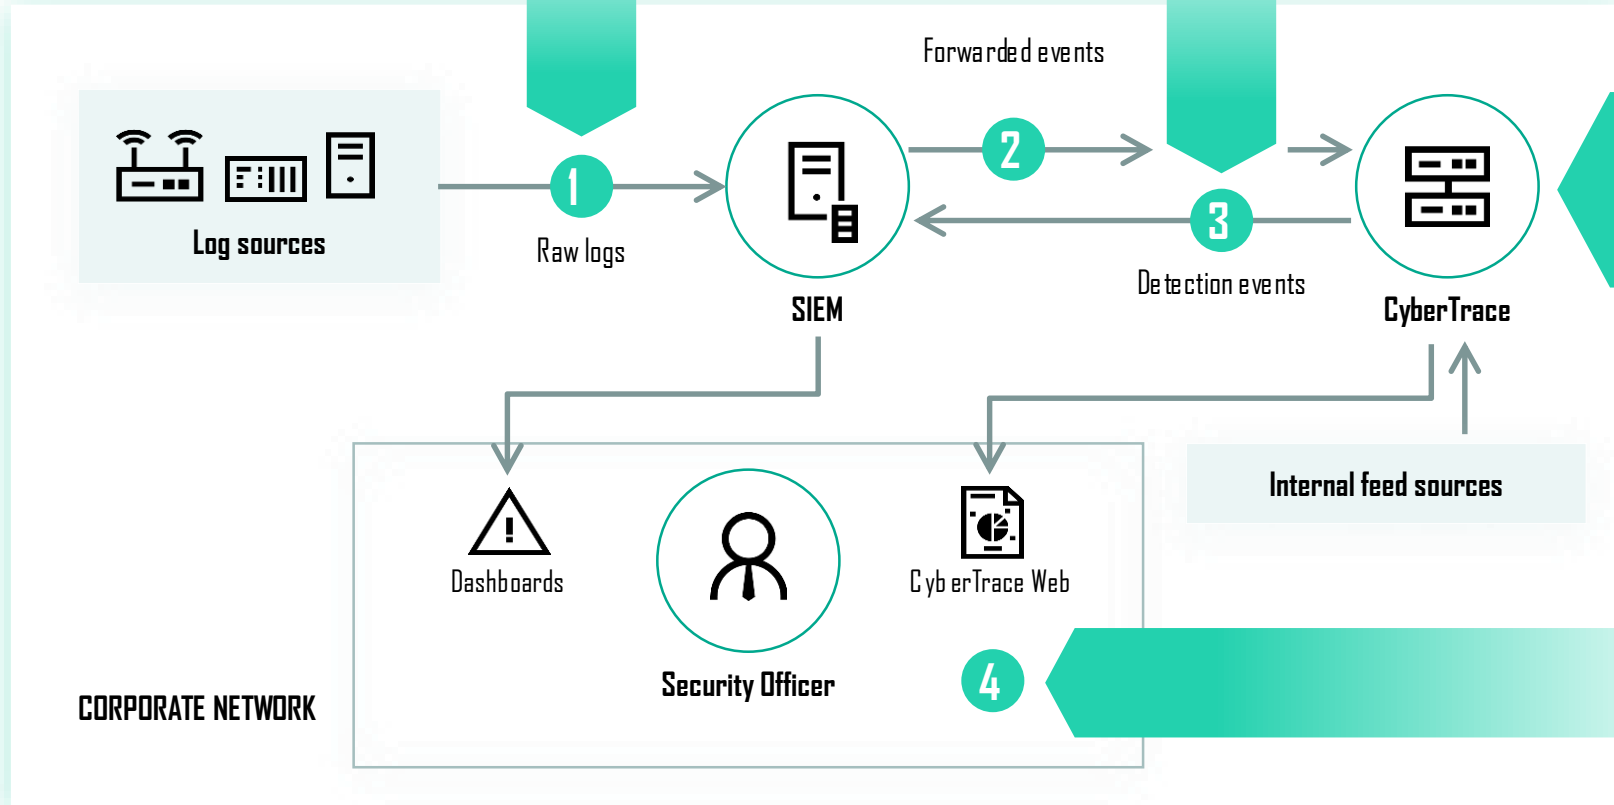 Forwarded events
2
1
Log sources
3
Raw logs
Detection events
SIEM
CyberTrace
Internal feed sources
Dashboards
CyberTrace Web
Security Officer
4
CORPORATE NETWORK